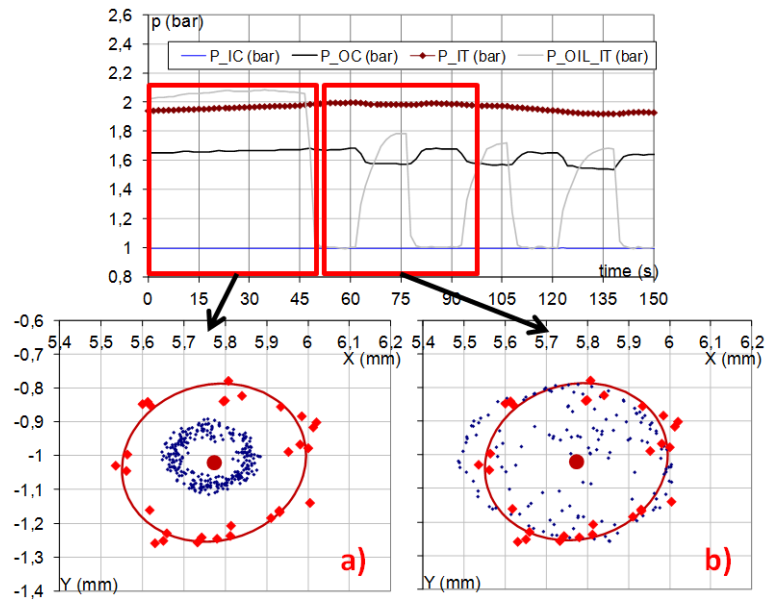 p (bar)
2,6
2,4
2,2
2
1,8
1,6
1,4
1,2
1
0,8
P_IC (bar) P_OC (bar) P_IT (bar) P_OIL_IT (bar)
time (s)
0 15 30 45 60 75 90 105 120 135 150
-0,6
-0,7
-0,8
-0,9
-1
-1,1
-1,2
-1,3
-1,4
5,4 5,5 5,6 5,7 5,8 5,9 6 6,1 6,2
X (mm)
Y (mm)
a)
5,4 5,5 5,6 5,7 5,8 5,9 6 6,1 6,2
X (mm)
Y (mm)
b)